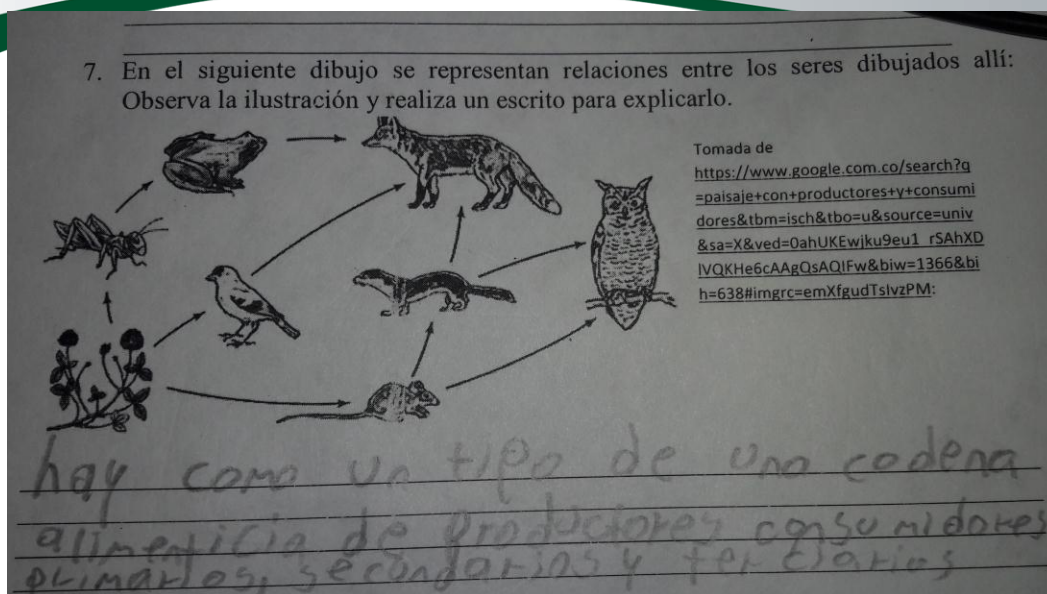 7. En el siguiente dibujo se representan relaciones entre los seres dibujados allí:
Observa la ilustración y realiza un escrito para explicarlo.
Tomada de
https://www.google.com.co/search?q
=paisaje+con+productores+y+consumi
dores&tbm=isch&tbo=u&source=univ
&sa=X&ved=0ahUKEwjku9eu1_rSAhXD
lVQKHe6cAAgQsAQIFw&biw=1366&bi
h=638#imgrc=emXfgudTslvzPM:
hay como un tipo de una codena
alimenticia de productores consumidores
primarios, secundarios y terciarios